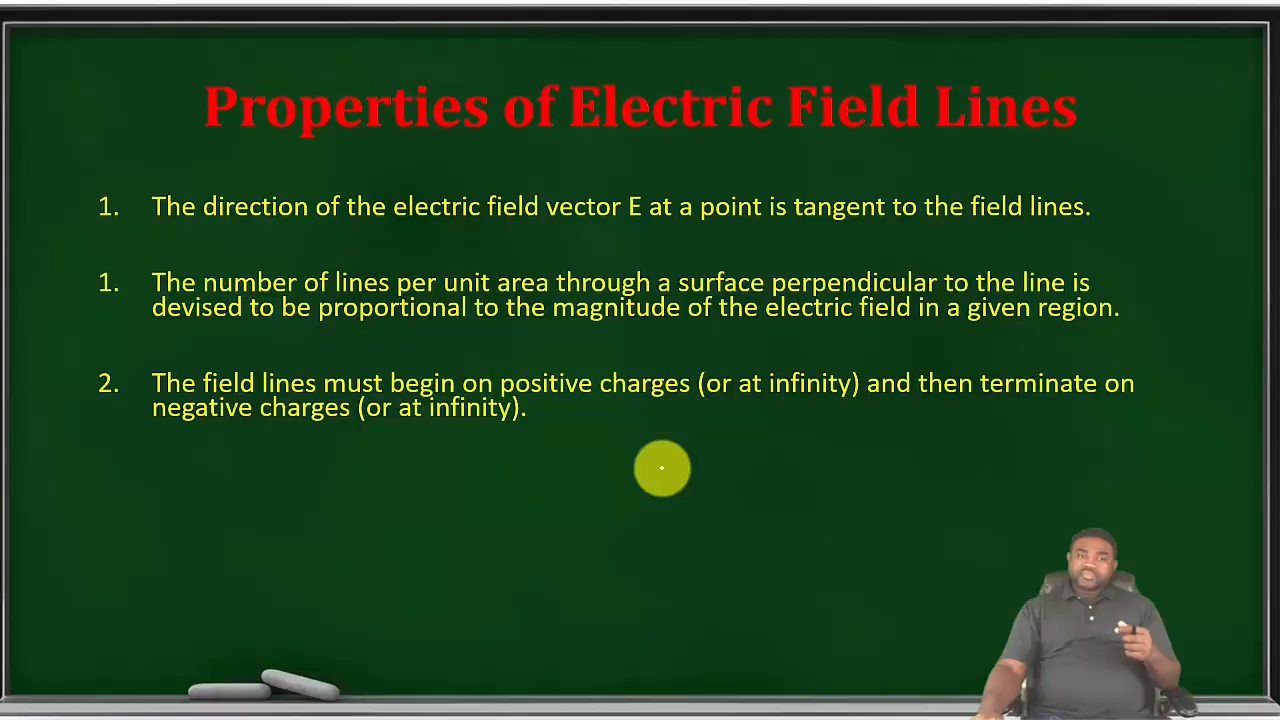 Properties of Electric Field Lines
1. The direction of the electric field vector E at a point is tangent to the field lines.
1. The number of lines per unit area through a surface perpendicular to the line is
devised to be proportional to the magnitude of the electric field in a given region.
2. The field lines must begin on positive charges (or at infinity) and then terminate on
negative charges (or at infinity).